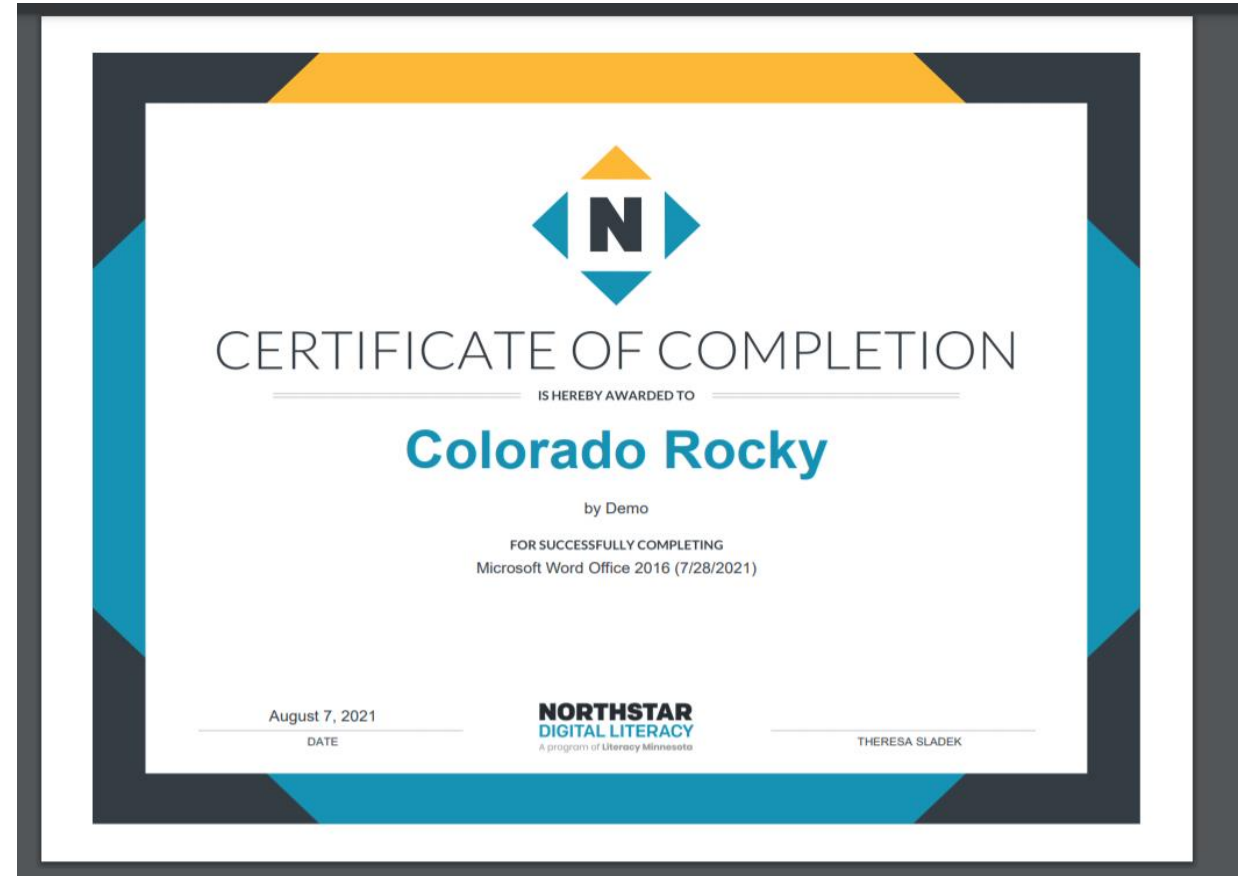 N
CERTIFICATE OF COMPLETION
IS HEREBY AWARDED TO
Colorado Rocky
by Demo
FOR SUCCESSFULLY COMPLETING
Microsoft Word Office 2016 (7/28/2021)
August 7, 2021
DATE
NORTHSTAR
DIGITAL LITERACY
A program of Literacy Minnesota
THERESA SLADEK